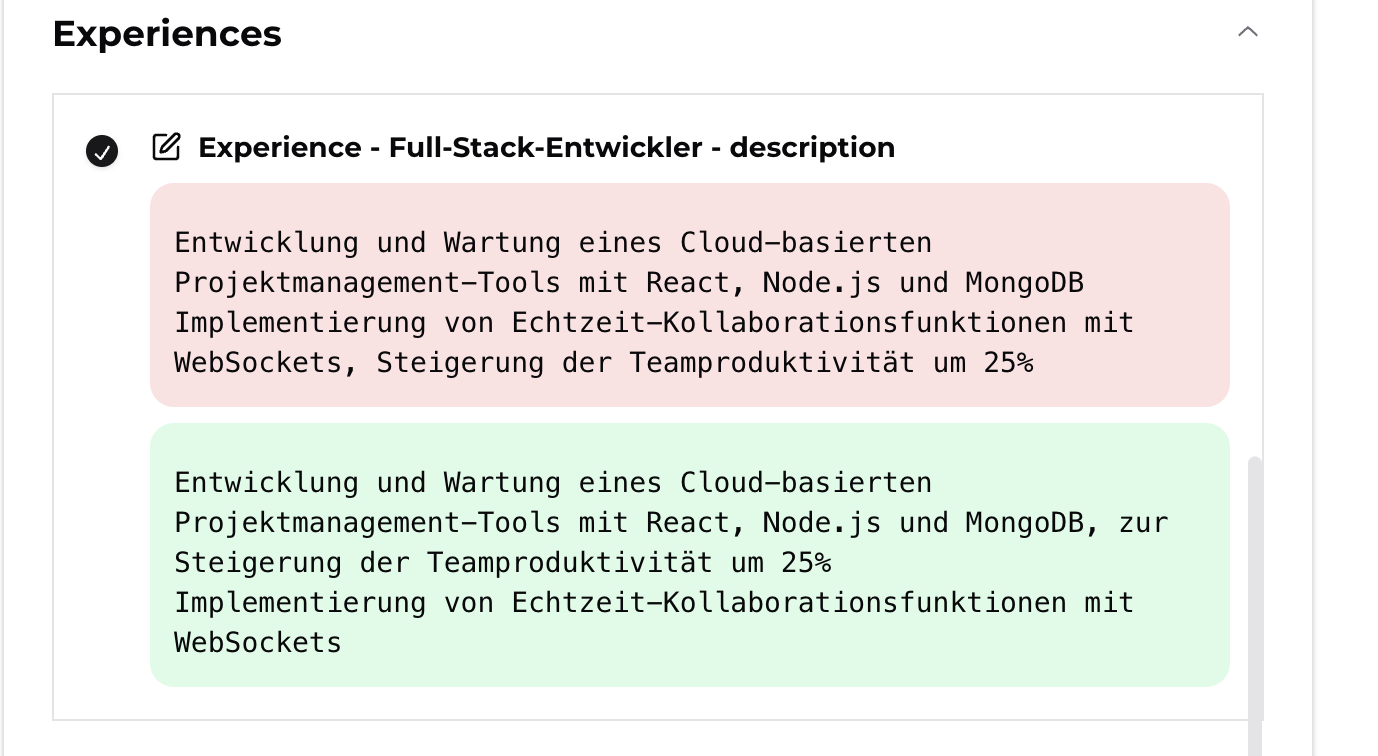 Experiences
Experience - Full-Stack-Entwickler - description
Entwicklung und Wartung eines Cloud-basierten
Projektmanagement-Tools mit React, Node.js und MongoDB
Implementierung von Echtzeit-Kollaborationsfunktionen mit
WebSockets, Steigerung der Teamproduktivität um 25%
Entwicklung und Wartung eines Cloud-basierten
Projektmanagement-Tools mit React, Node.js und MongoDB, zur
Steigerung der Teamproduktivität um 25%
Implementierung von Echtzeit-Kollaborationsfunktionen mit
WebSockets